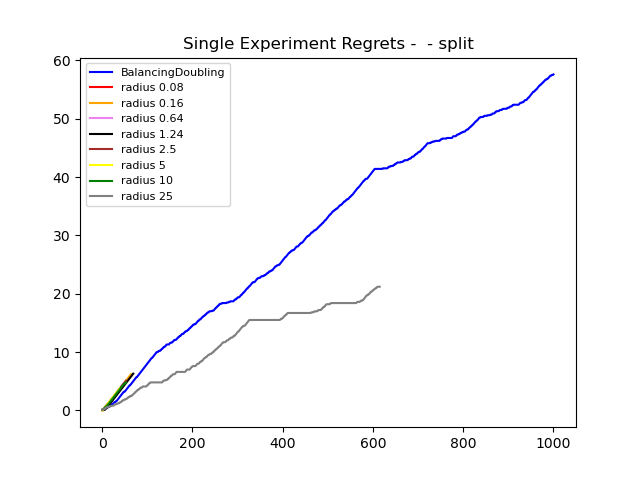 Single Experiment Regrets -  - split
BalancingDoubling
radius 0.08
radius 0.16
radius 0.64
radius 1.24
radius 2.5
radius 5
radius 10
radius 25
60
50
40
30
20
10
0
0 200 400 600 800 1000